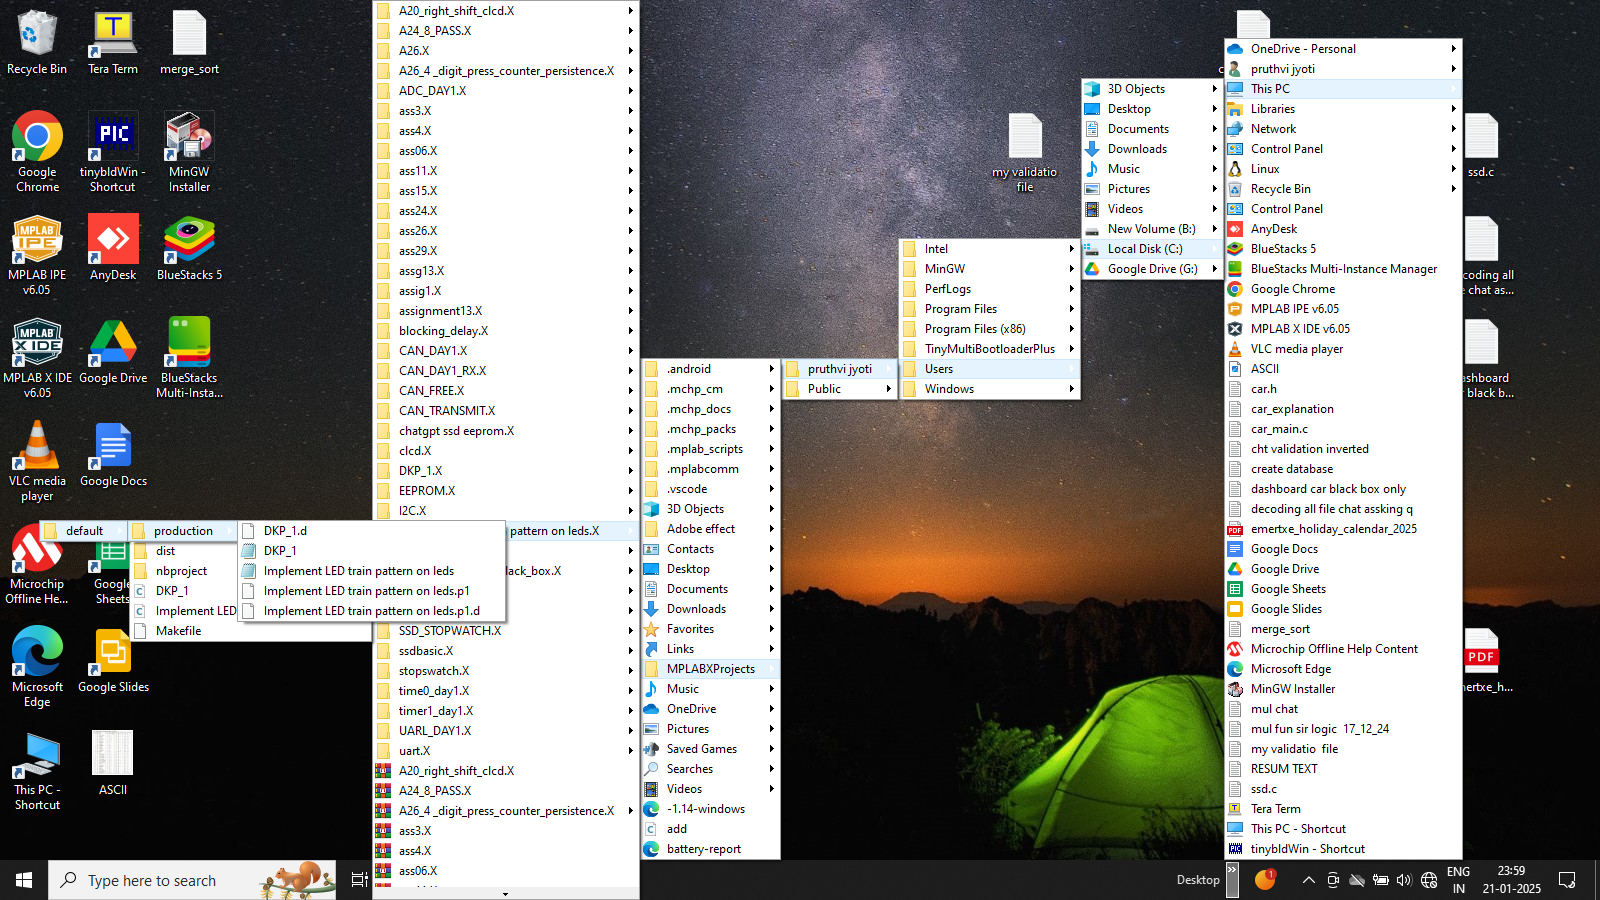 Recycle Bin
Tera Term
merge_sort
Google
Chrome
tinybldWin -
Shortcut
MinGW
Installer
MPLAB IPE
v6.05
AnyDesk
BlueStacks 5
MPLAB X IDE
v6.05
Google Drive
BlueStacks
Multi-Insta...
VLC media
player
Google Docs
Microchip
Offline He...
Google
Sheets
Microsoft
Edge
Google Slides
This PC -
Shortcut
ASCII
default
production
dist
nbproject
DKP_1
Implement LED
Makefile
DKP_1.d
DKP_1
Implement LED train pattern on leds
Implement LED train pattern on leds.p1
Implement LED train pattern on leds.p1.d
A20_right_shift_clcd.X
A24_8_PASS.X
A26.X
A26_4 _digit_press_counter_persistence.X
ADC_DAY1.X
ass3.X
ass4.X
ass06.X
ass11.X
ass15.X
ass24.X
ass26.X
ass29.X
assg13.X
assig1.X
assignment13.X
blocking_delay.X
CAN_DAY1.X
CAN_DAY1_RX.X
CAN_FREE.X
CAN_TRANSMIT.X
chatgpt ssd eeprom.X
clcd.X
DKP_1.X
EEPROM.X
I2C.X
pattern on leds.X
lack_box.X
SSD_STOPWATCH.X
ssdbasic.X
stopswatch.X
time0_day1.X
timer1_day1.X
UARL_DAY1.X
uart.X
A20_right_shift_clcd.X
A24_8_PASS.X
A26_4 _digit_press_counter_persistence.X
ass3.X
ass4.X
ass06.X
.android
.mchp_cm
.mchp_docs
.mchp_packs
.mplab_scripts
.mplabcomm
.vscode
3D Objects
Adobe effect
Contacts
Desktop
Documents
Downloads
Favorites
Links
MPLABXProjects
Music
OneDrive
Pictures
Saved Games
Searches
Videos
-1.14-windows
add
battery-report
pruthvi jyoti
Public
Intel
MinGW
PerfLogs
Program Files
Program Files (x86)
TinyMultiBootloaderPlus
Users
Windows
my validatio
file
3D Objects
Desktop
Documents
Downloads
Music
Pictures
Videos
New Volume (B:)
Local Disk (C:)
Google Drive (G:)
OneDrive - Personal
pruthvi jyoti
This PC
Libraries
Network
Control Panel
Linux
Recycle Bin
Control Panel
AnyDesk
BlueStacks 5
BlueStacks Multi-Instance Manager
Google Chrome
MPLAB IPE v6.05
MPLAB X IDE v6.05
VLC media player
ASCII
car.h
car_explanation
car_main.c
cht validation inverted
create database
dashboard car black box only
decoding all file chat assking q
emertxe_holiday_calendar_2025
Google Docs
Google Drive
Google Sheets
Google Slides
merge_sort
Microchip Offline Help Content
Microsoft Edge
MinGW Installer
mul chat
mul fun sir logic  17_12_24
my validatio  file
RESUM TEXT
ssd.c
Tera Term
This PC - Shortcut
tinybldWin - Shortcut
ssd.c
coding all
e chat as...
ashboard
r black b...
PDF
nertxe_h...
Type here to search
Desktop
1
ENG
IN
23:59
21-01-2025